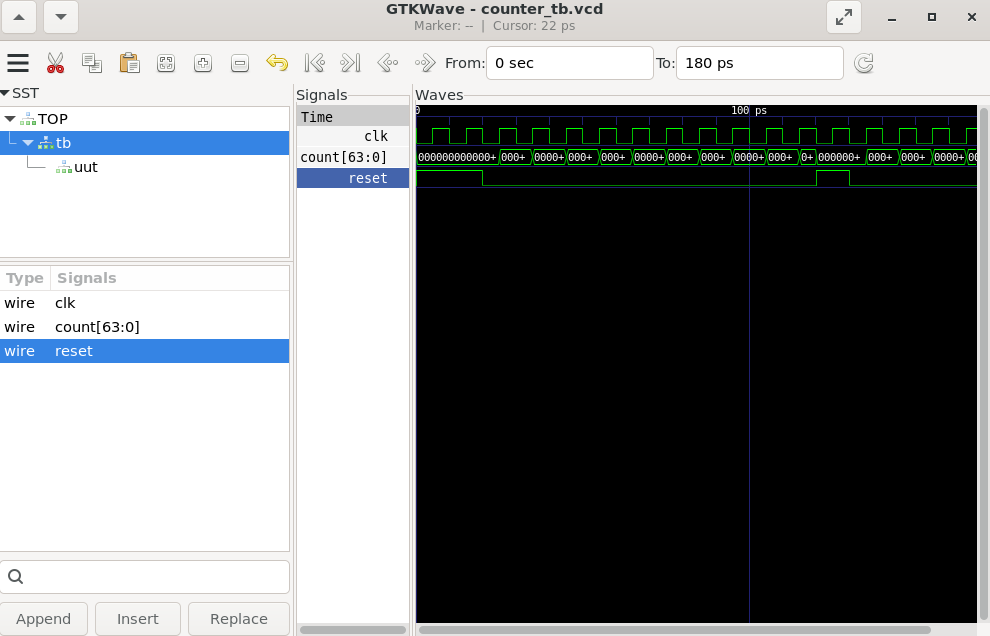 GTKWave - counter_tb.vcd
Marker: -- | Cursor: 22 ps
From: 0 sec To: 180 ps
SST
TOP
tb
uut
Type Signals
wire clk
wire count[63:0]
wire reset
Append Insert Replace
Signals
Time
clk
count[63:0]
reset
Waves
0 100 ps
000000000000+ 000+ 0000+ 000+ 000+ 0000+ 000+ 000+ 0000+ 000+ 0+ 000000+ 000+ 000+ 0000+ 00